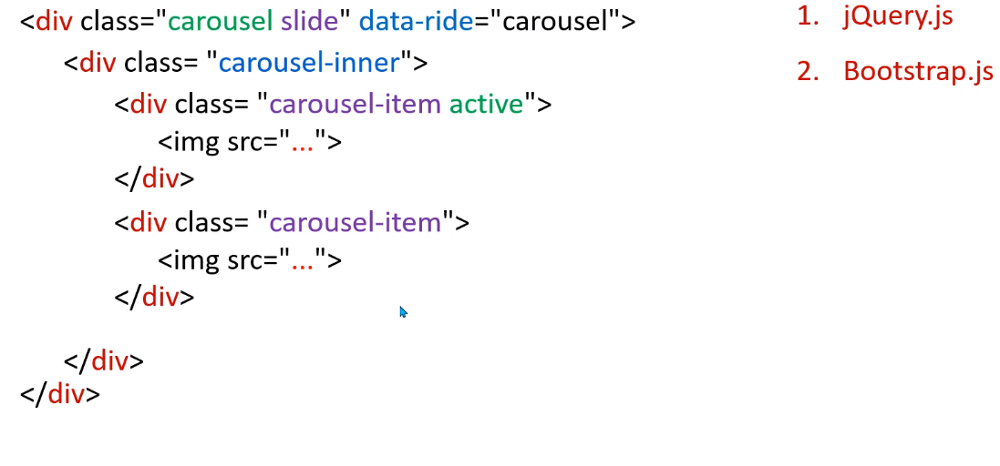 <div class="carousel slide" data-ride="carousel">
<div class= "carousel-inner">
<div class= "carousel-item active">
<img src="...">
</div>
<div class= "carousel-item">
<img src="...">
</div>
</div>
</div>
1. jQuery.js
2. Bootstrap.js